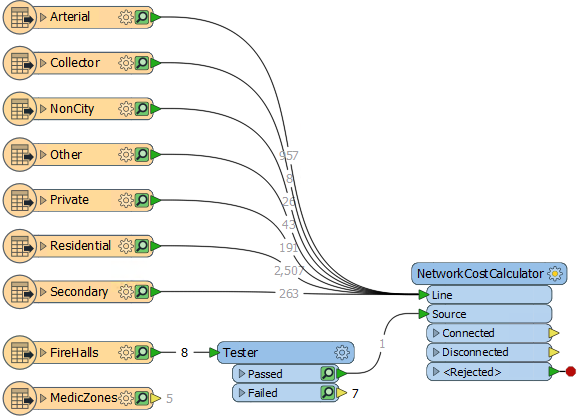 Arterial
Collector
NonCity
Other
957
8
26
Private
43
191
Residential
2,507
NetworkCostCalculator
Secondary
263
Line
Source
Connected
1
FireHalls
8
Tester
Disconnected
Passed
<Rejected>
Failed
7
MedicZones
5